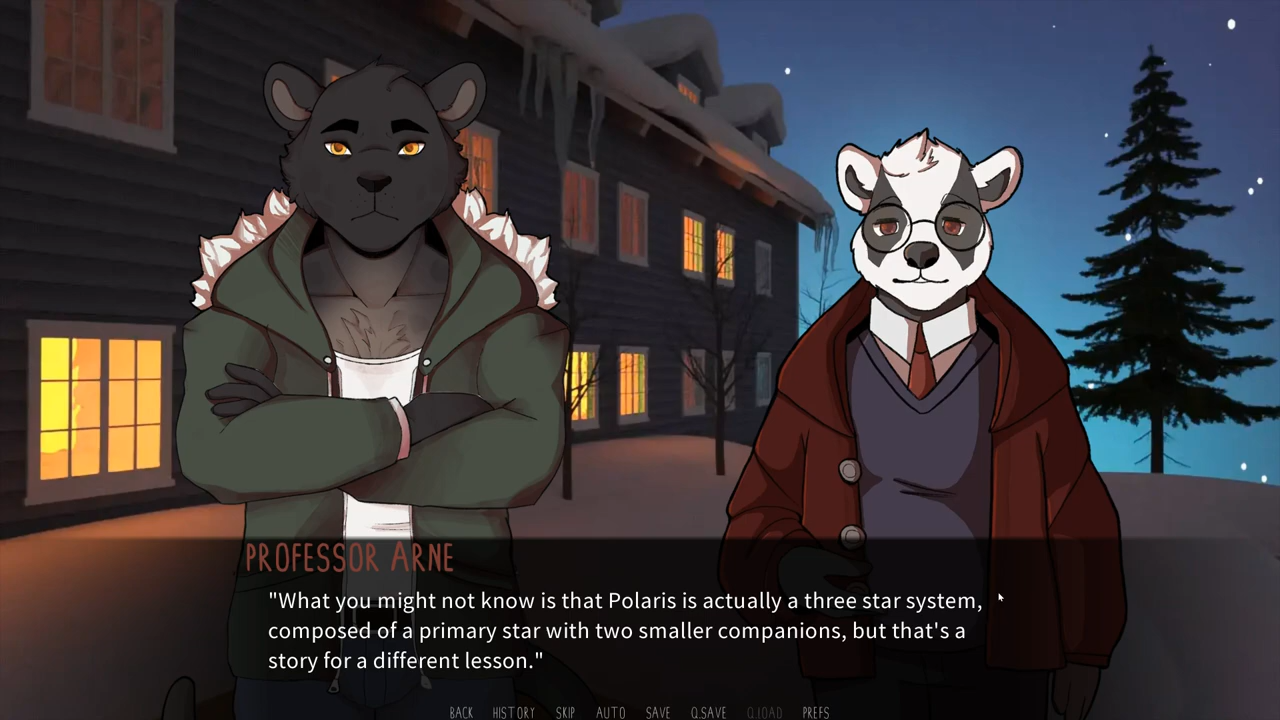 PROFESSOR ARNE
"What you might not know is that Polaris is actually a three star system,
composed of a primary star with two smaller companions, but that's a
story for a different lesson."
BACK HISTORY SKIP AUTO SAVE Q.SAVE Q.LOAD PREFS